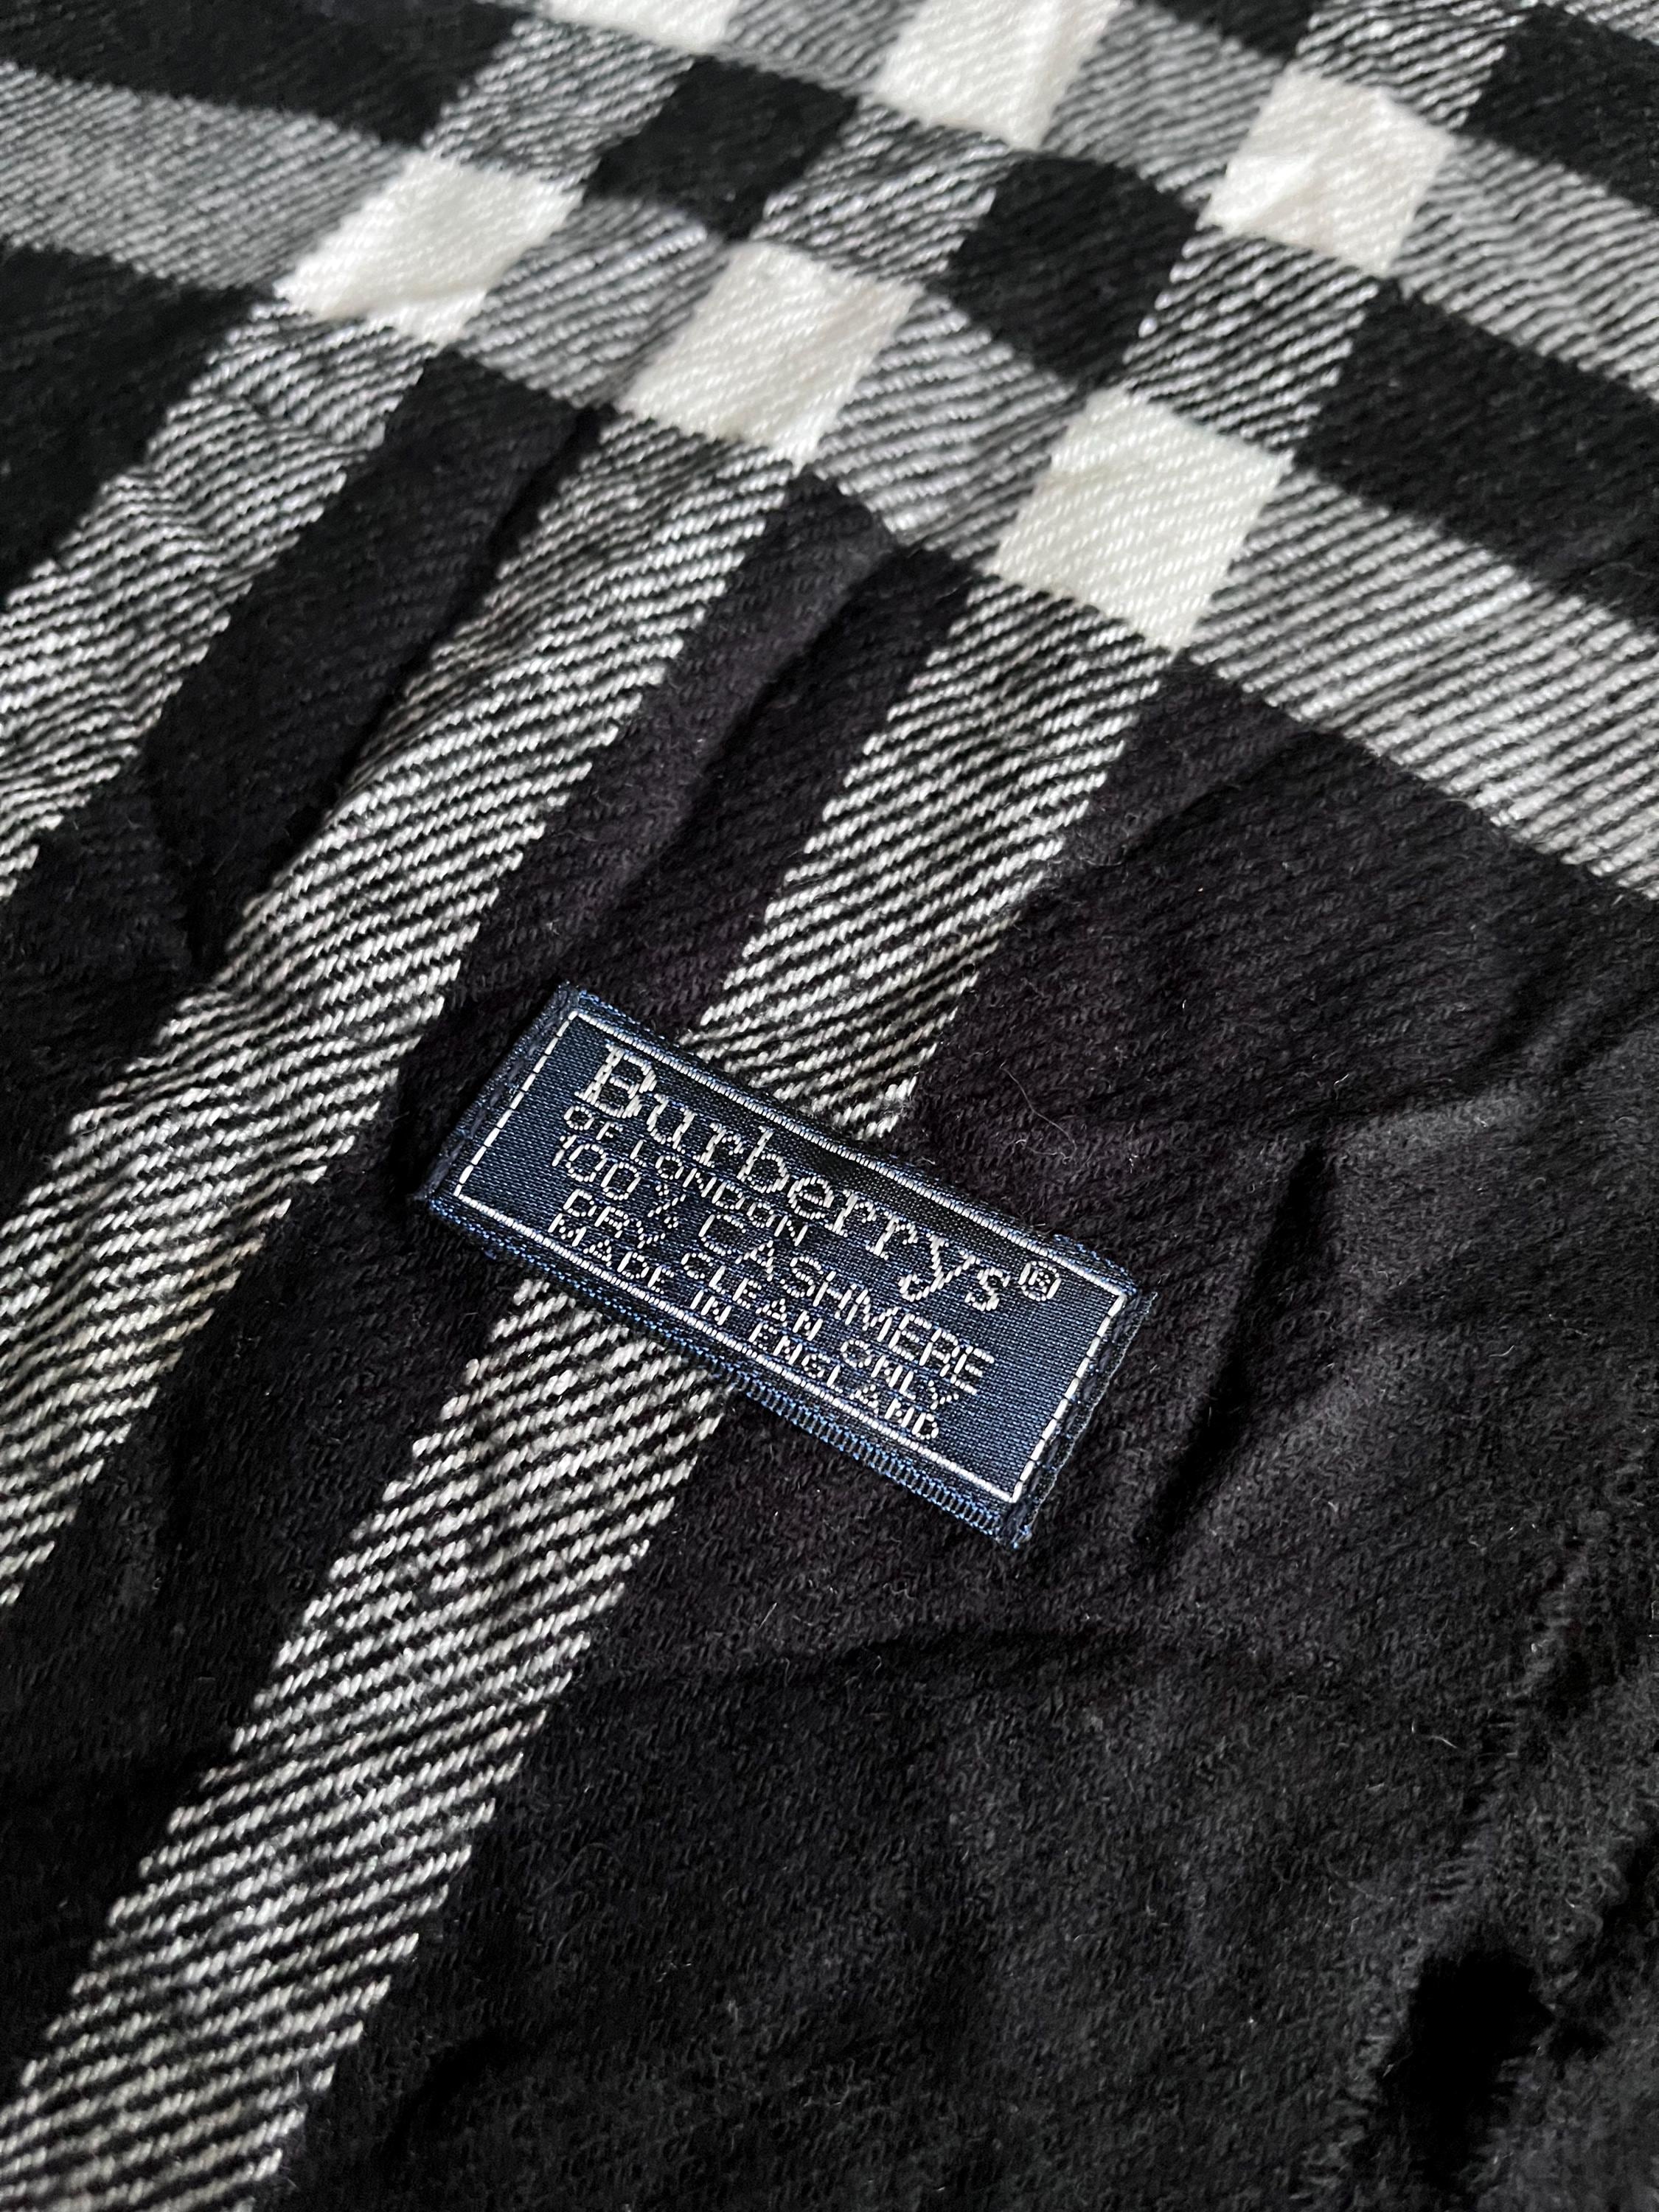 Burberrys®
OF LONDON
100% CASHMERE
DRY CLEAN ONLY
MADE IN ENGLAND